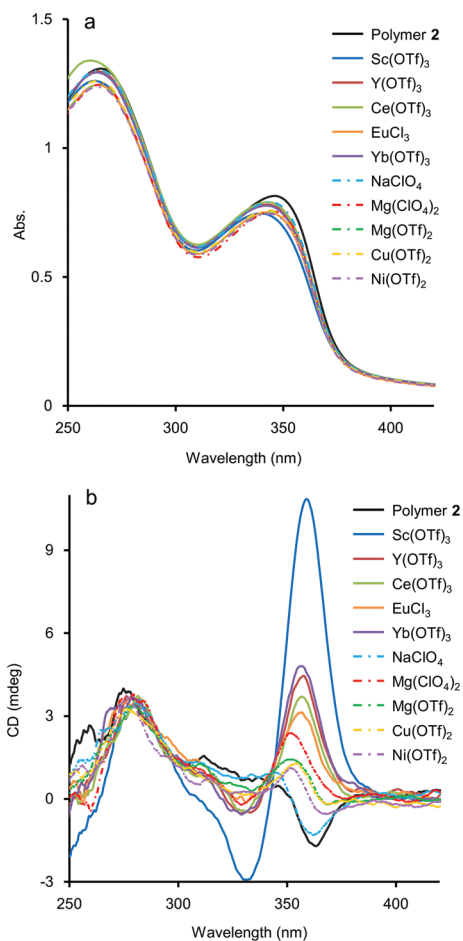 a
1.5
1
0.5
0
Abs.
250
300
350
400
Wavelength (nm)
Polymer 2
Sc(OTf)3
Y(OTf)3
Ce(OTf)3
EuCl3
Yb(OTf)3
NaClO4
Mg(ClO4)2
Mg(OTf)2
Cu(OTf)2
Ni(OTf)2
b
9
6
3
0
-3
CD (mdeg)
250
300
350
400
Wavelength (nm)
Polymer 2
Sc(OTf)3
Y(OTf)3
Ce(OTf)3
EuCl3
Yb(OTf)3
NaClO4
Mg(ClO4)2
Mg(OTf)2
Cu(OTf)2
Ni(OTf)2